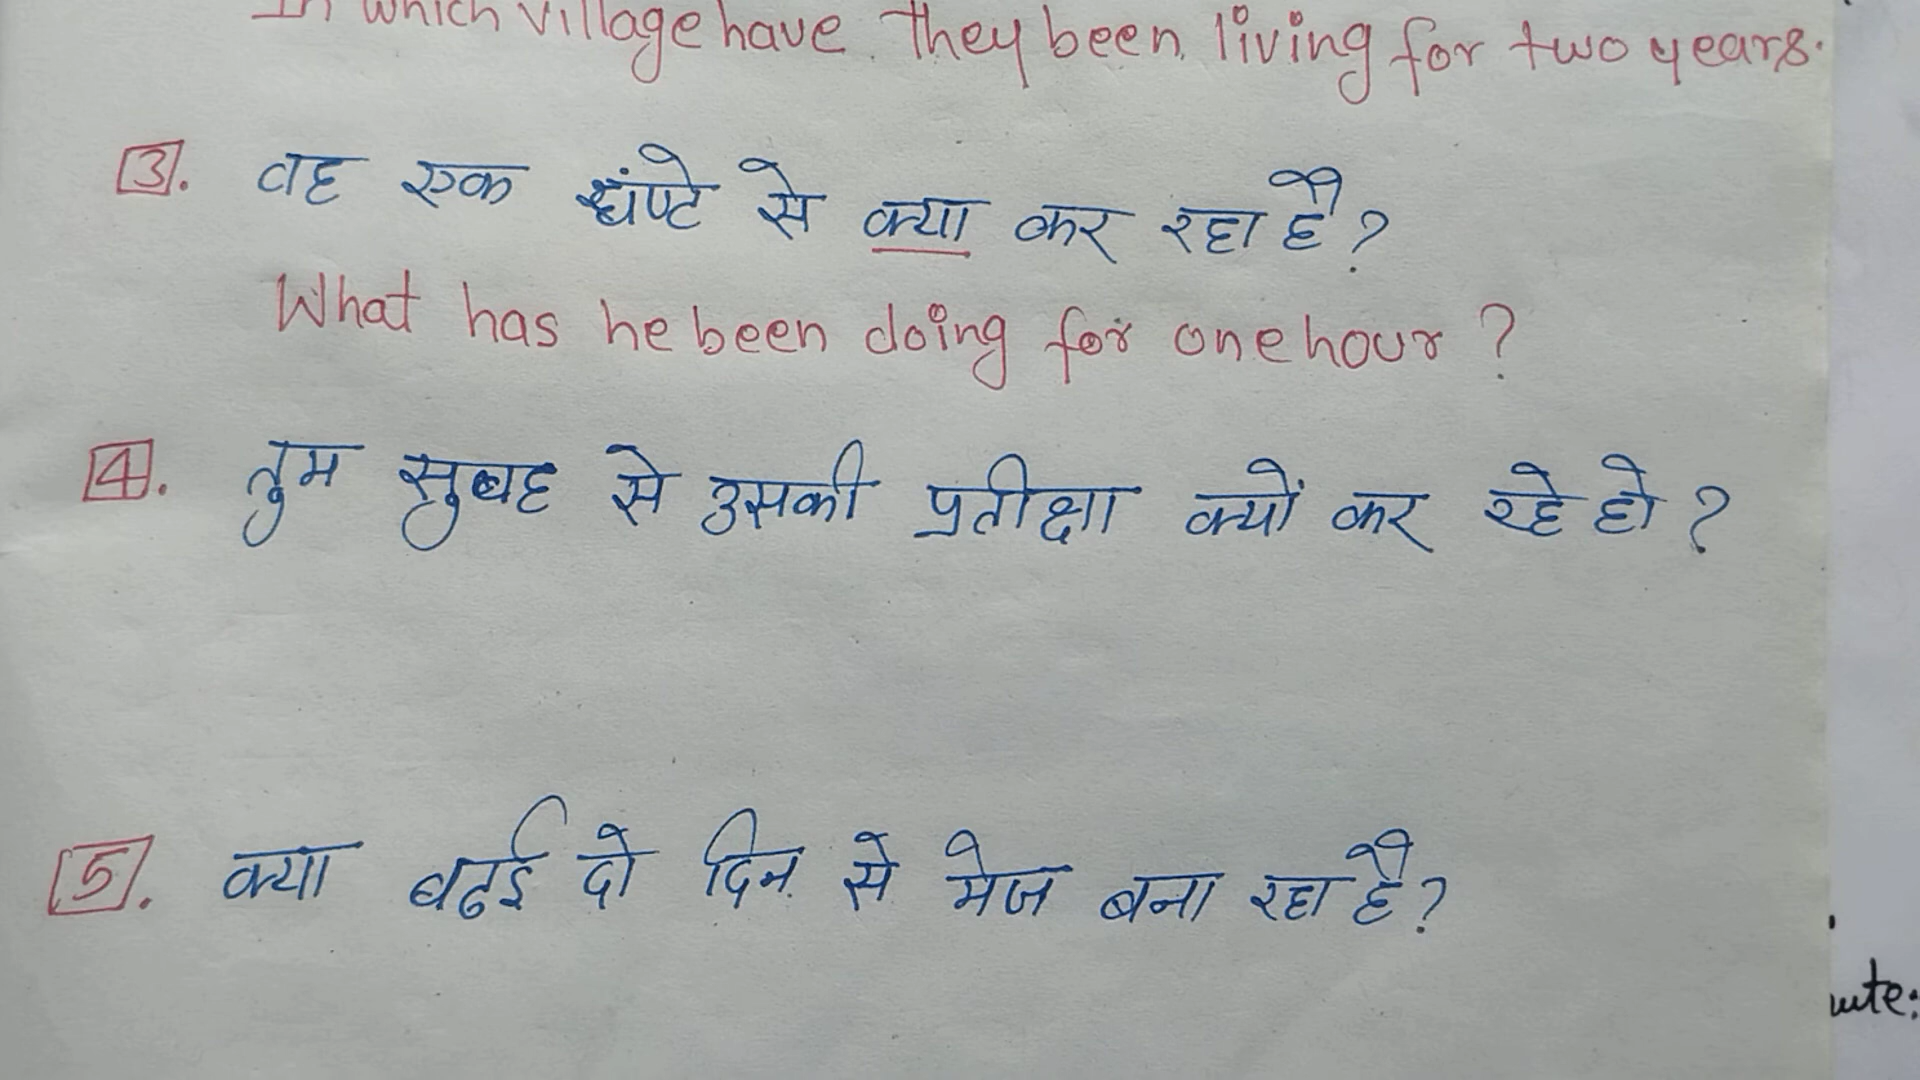 In which village have they been living for two years.
3. वह एक घंण्टे से क्या कर रहा है?
What has he been doing for one hour ?
4. तुम सुबह से उसकी प्रतीक्षा क्यों कर रहे हो ?
5. क्या बढई दो दिन से मेज बना रहा है?